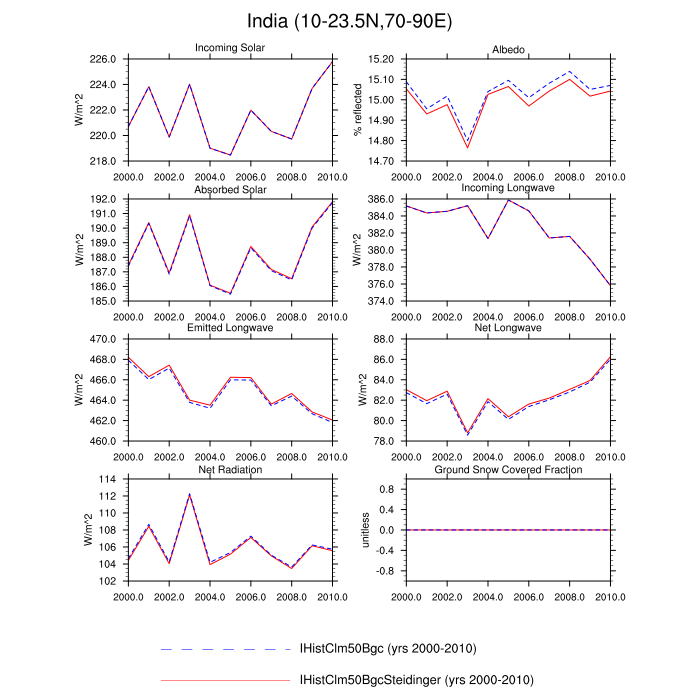 India (10-23.5N,70-90E)
Incoming Solar
W/m^2
226.0
224.0
222.0
220.0
218.0
2000.0 2002.0 2004.0 2006.0 2008.0 2010.0
Albedo
% reflected
15.20
15.10
15.00
14.90
14.80
14.70
2000.0 2002.0 2004.0 2006.0 2008.0 2010.0
Absorbed Solar
W/m^2
192.0
191.0
190.0
189.0
188.0
187.0
186.0
185.0
2000.0 2002.0 2004.0 2006.0 2008.0 2010.0
Incoming Longwave
W/m^2
386.0
384.0
382.0
380.0
378.0
376.0
374.0
2000.0 2002.0 2004.0 2006.0 2008.0 2010.0
Emitted Longwave
W/m^2
470.0
468.0
466.0
464.0
462.0
460.0
2000.0 2002.0 2004.0 2006.0 2008.0 2010.0
Net Longwave
W/m^2
88.0
86.0
84.0
82.0
80.0
78.0
2000.0 2002.0 2004.0 2006.0 2008.0 2010.0
Net Radiation
W/m^2
114
112
110
108
106
104
102
2000.0 2002.0 2004.0 2006.0 2008.0 2010.0
Ground Snow Covered Fraction
unitless
0.8
0.4
0.0
-0.4
-0.8
2000.0 2002.0 2004.0 2006.0 2008.0 2010.0
IHistClm50Bgc (yrs 2000-2010)
IHistClm50BgcSteidinger (yrs 2000-2010)